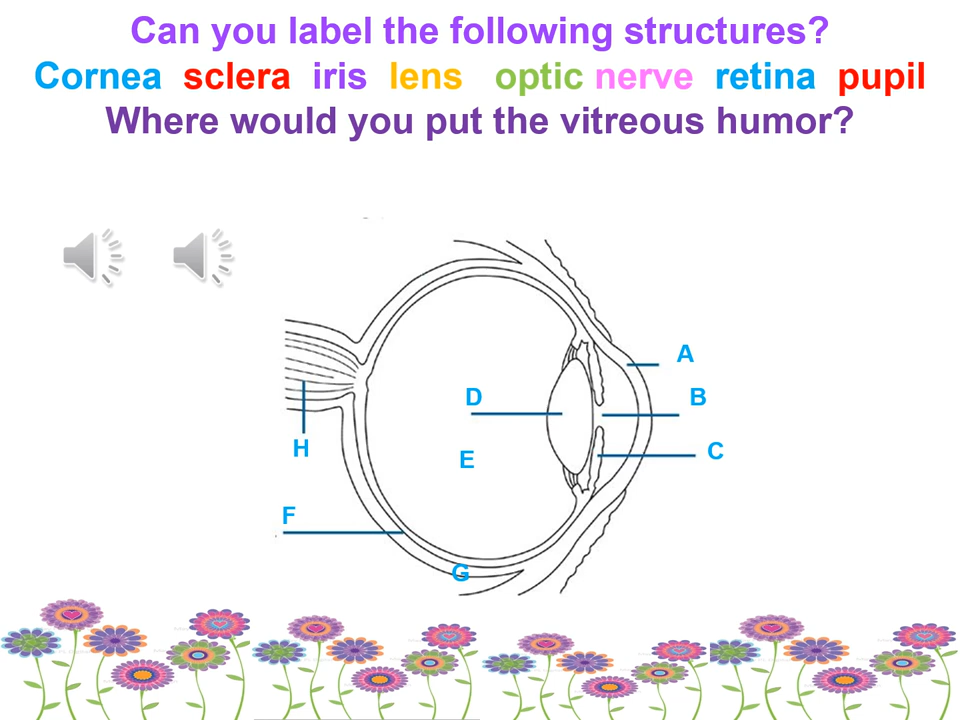 Can you label the following structures?
Cornea sclera iris lens optic nerve retina pupil
Where would you put the vitreous humor?
A
D
B
H
E
C
F
G